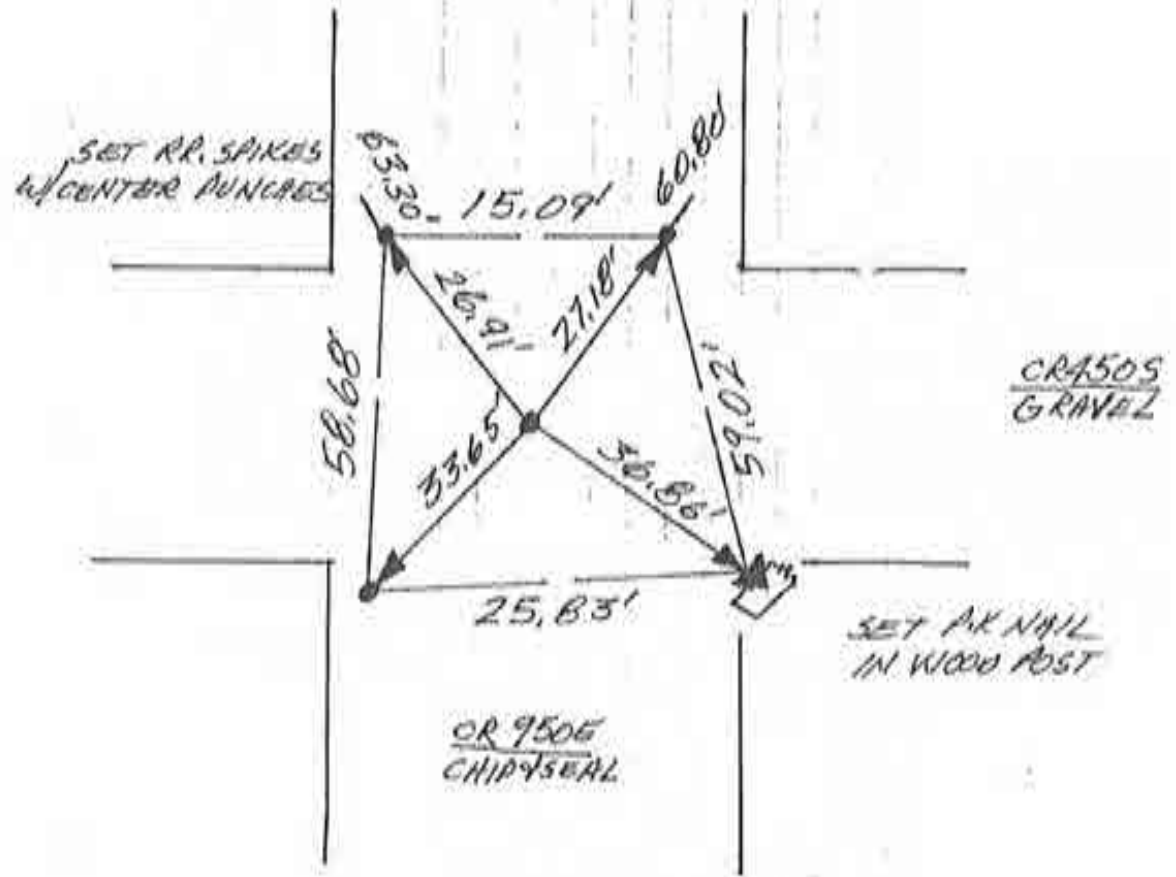 SET RR. SPIKES
W/CENTER PUNCHES
63.30'
15.09'
60.80'
26.91'
27.18'
58.68'
59.02'
33.65'
36.86'
25.83'
CR450S
GRAVEL
SET P.K NAIL
IN WOOD POST
CR 950E
CHIP&SEAL